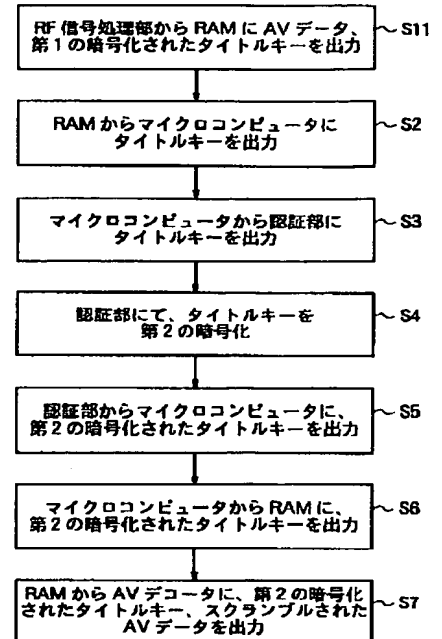 RF 信号処理部から RAM に AV データ、
第１の暗号化されたタイトルキーを出力
S11
RAM からマイクロコンピュータに
タイトルキーを出力
S2
マイクロコンピュータから認証部に
タイトルキーを出力
S3
認証部にて、タイトルキーを
第２の暗号化
S4
認証部からマイクロコンピュータに、
第２の暗号化されたタイトルキーを出力
S5
マイクロコンピュータから RAM に、
第２の暗号化されたタイトルキーを出力
S6
RAM から AV デコータに、第２の暗号化
されたタイトルキー、スクランブルされた
AV データを出力
S7